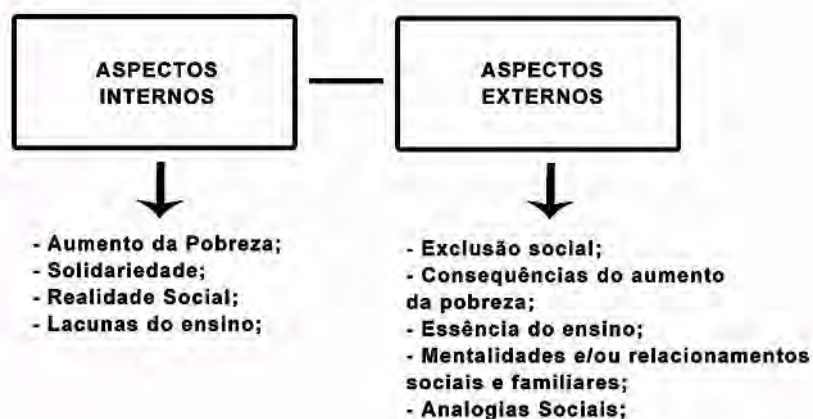 ASPECTOS
INTERNOS
ASPECTOS
EXTERNOS
- Aumento da Pobreza;
- Solidariedade;
- Realidade Social;
- Lacunas do ensino;
- Exclusão social;
- Consequências do aumento
da pobreza;
- Essência do ensino;
- Mentalidades e/ou relacionamentos
sociais e familiares;
- Analogias Sociais;